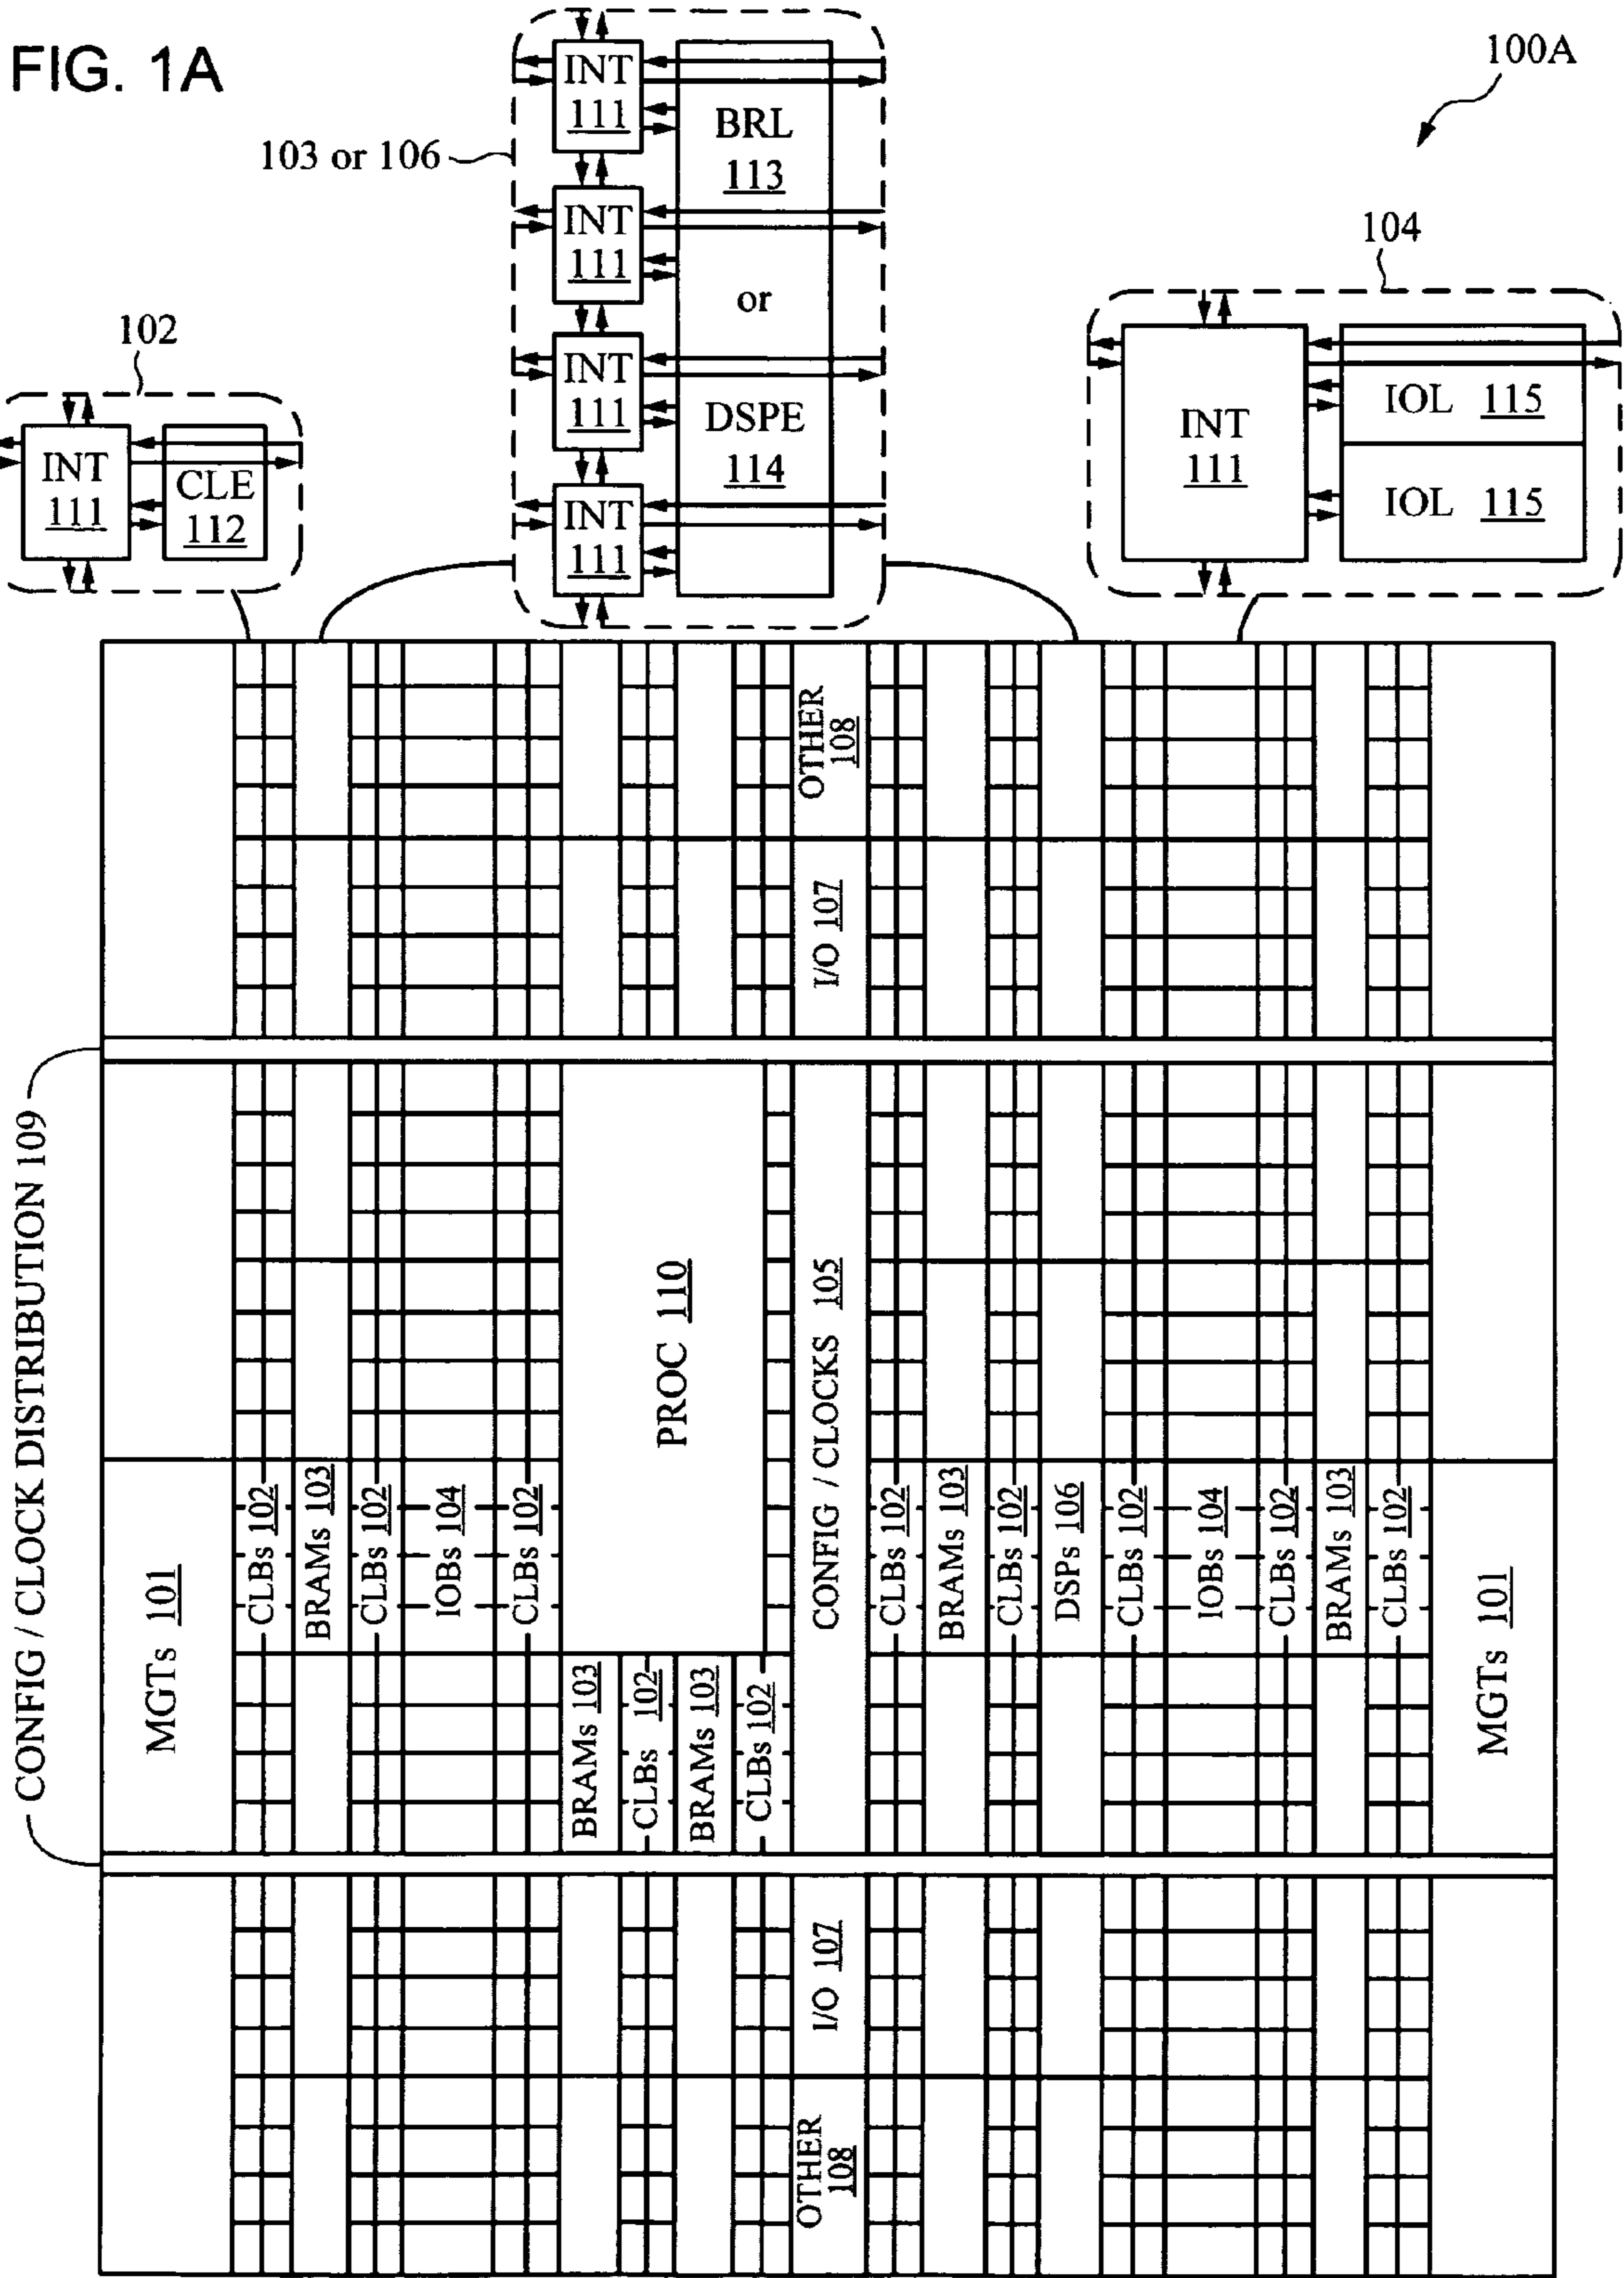 FIG. 1A
100A
103 or 106
INT
111
INT
111
INT
111
INT
111
BRL
113
or
DSPE
114
104
INT
111
IOL 115
IOL 115
102
INT
111
CLE
112
OTHER
108
I/O 107
CONFIG / CLOCK DISTRIBUTION 109
PROC 110
CONFIG / CLOCKS 105
MGTs 101
CLBs 102
BRAMs 103
CLBs 102
IOBs 104
CLBs 102
CLBs 102
BRAMs 103
CLBs 102
DSPs 106
CLBs 102
IOBs 104
CLBs 102
BRAMs 103
CLBs 102
MGTs 101
BRAMs 103
CLBs 102
BRAMs 103
CLBs 102
I/O 107
OTHER
108